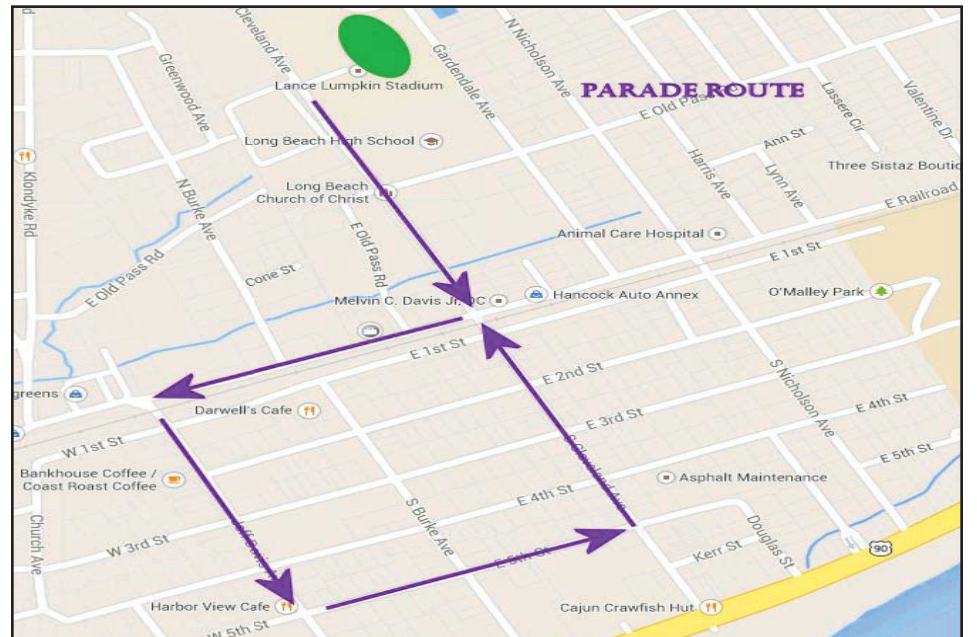 Cleveland Ave
Gardendale Ave
N Nicholson Ave
Lance Lumpkin Stadium
PARADE ROUTE
Greenwood Ave
Lassere Cir
Valentine Dr
E Old Pass
Ann St
Long Beach High School
Klondyke Rd
N Burke Ave
Harris Ave
Lynn Ave
Three Sistaz Boutic
Long Beach
Church of Christ
E Railroad
E Old Pass Rd
Animal Care Hospital
E 1st St
E Old Pass Rd
Cone St
Melvin C. Davis Jr, DC
Hancock Auto Annex
O'Malley Park
E 1st St
E 2nd St
S Nicholson Ave
greens
Darwell's Cafe
E 3rd St
E 4th St
W 1st St
S Cleveland Ave
E 5th St
Bankhouse Coffee /
Coast Roast Coffee
Asphalt Maintenance
E 4th St
S Burke Ave
Church Ave
W 3rd St
Douglas St
Kerr St
90
E 5th St
Harbor View Cafe
Cajun Crawfish Hut
W 5th St